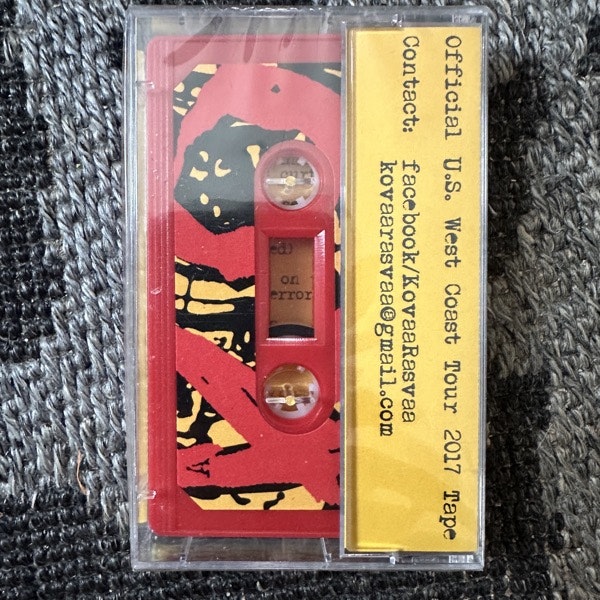 Official U.S. West Coast Tour 2017 Tape
Contact: facebook/KovaaRasvaa
kovaarasvaa@gmail.com
on
error
A